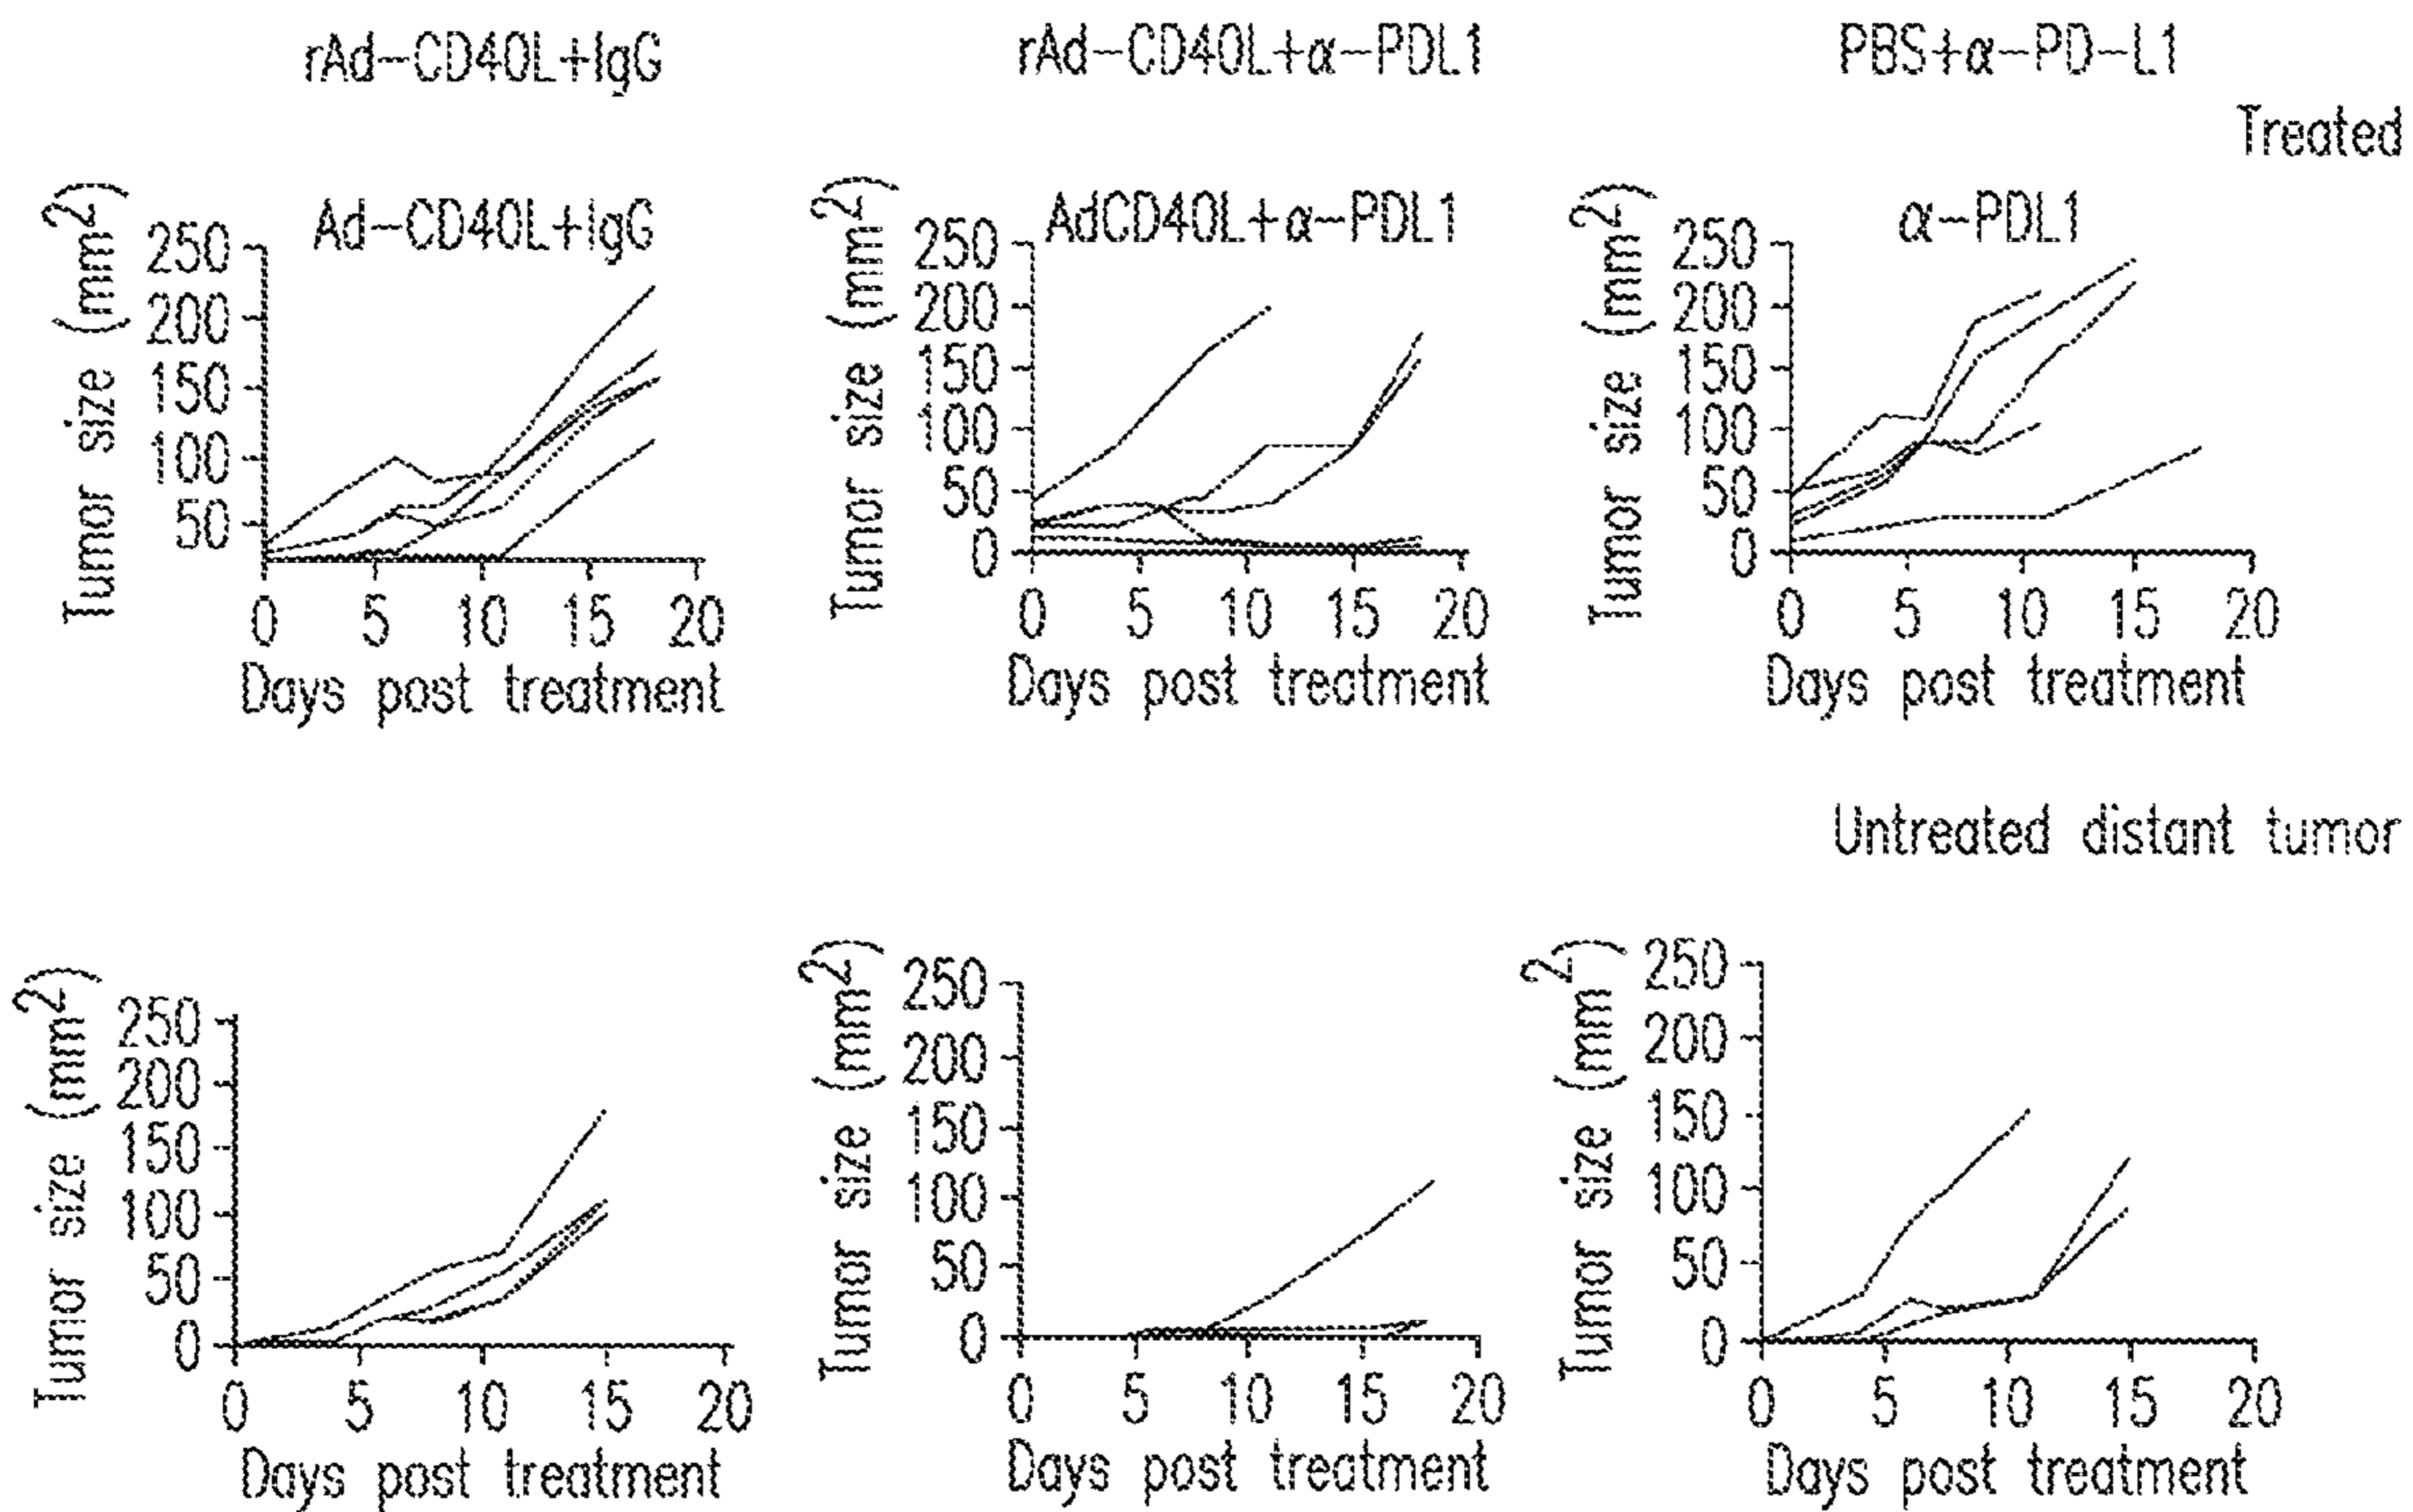 rAd-CD40L+IgG
rAd-CD40L+α-PDL1
PBS+α-PD-L1
Treated
Ad-CD40L+IgG
Tumor size (mm2)
250
200
150
100
50
0 5 10 15 20
Days post treatment
AdCD40L+α-PDL1
Tumor size (mm2)
250
200
150
100
50
0
0 5 10 15 20
Days post treatment
α-PDL1
Tumor size (mm2)
250
200
150
100
50
0
0 5 10 15 20
Days post treatment
Untreated distant tumor
Tumor size (mm2)
250
200
150
100
50
0
0 5 10 15 20
Days post treatment
Tumor size (mm2)
250
200
150
100
50
0
0 5 10 15 20
Days post treatment
Tumor size (mm2)
250
200
150
100
50
0
0 5 10 15 20
Days post treatment